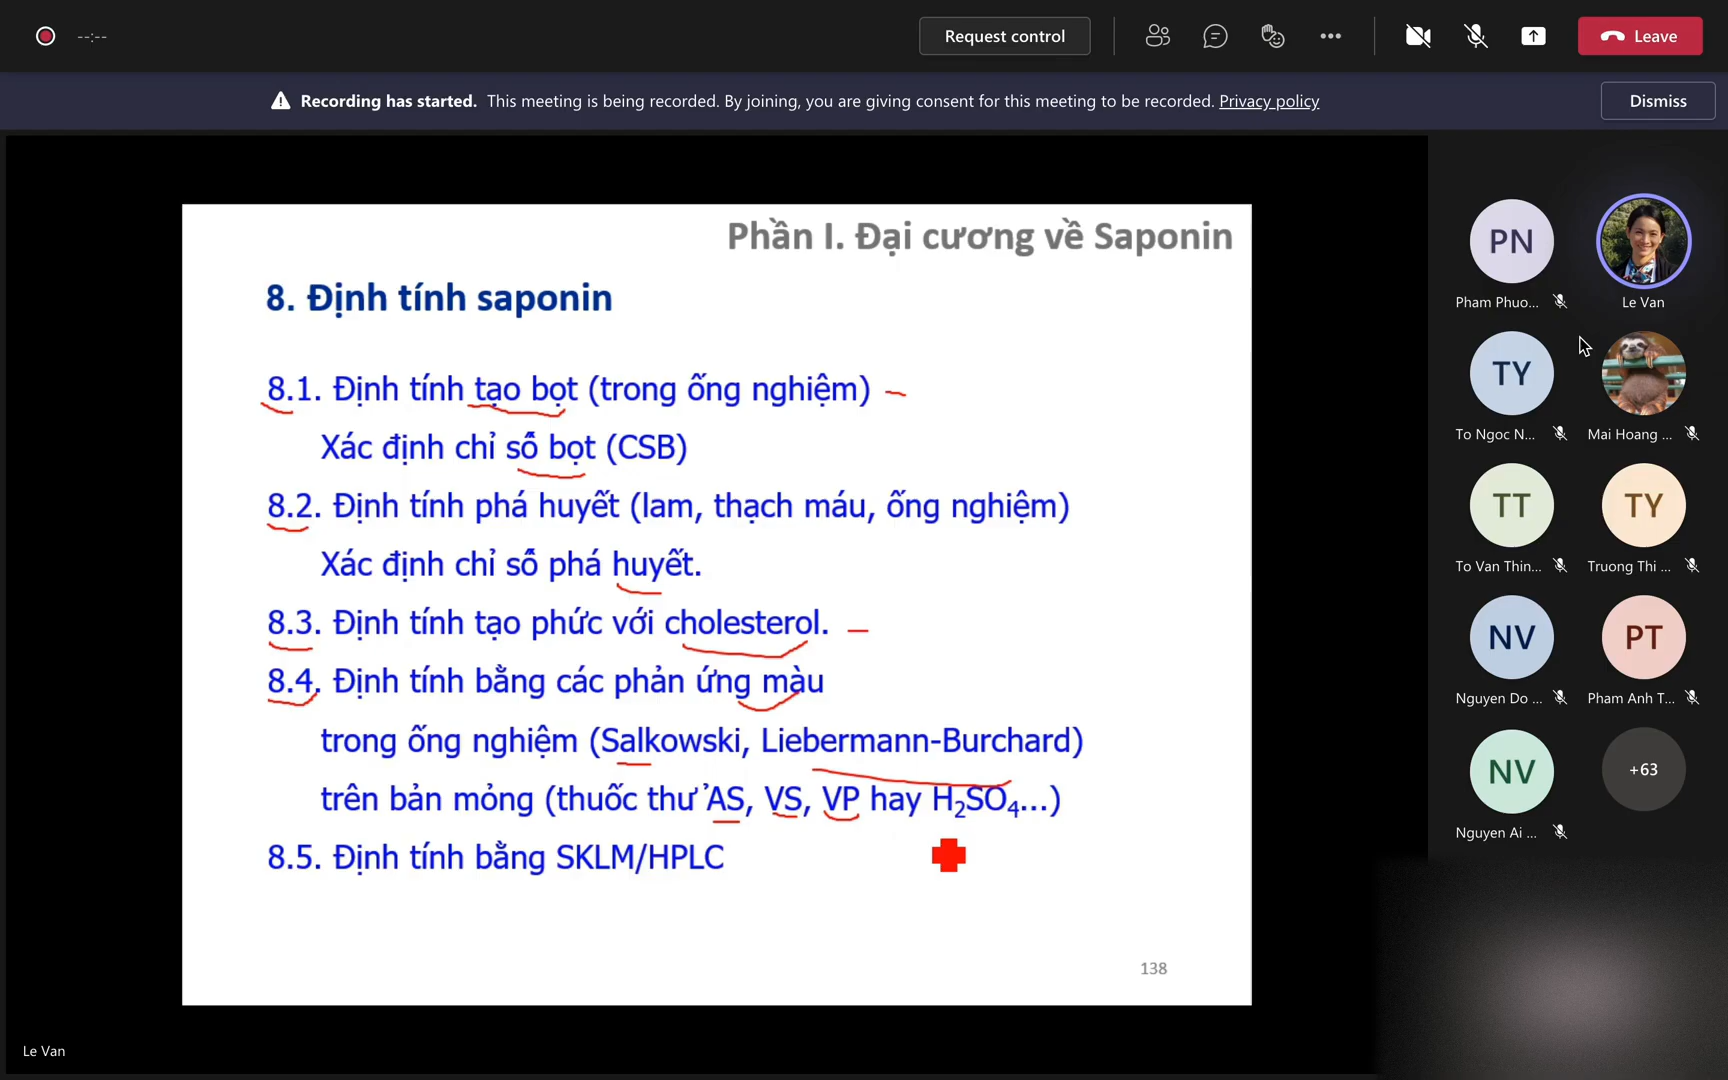 --:--
Request control
Leave
Recording has started. This meeting is being recorded. By joining, you are giving consent for this meeting to be recorded. Privacy policy
Dismiss
Phần I. Đại cương về Saponin
8. Định tính saponin
8.1. Định tính tạo bọt (trong ống nghiệm)
Xác định chỉ số bọt (CSB)
8.2. Định tính phá huyết (lam, thạch máu, ống nghiệm)
Xác định chỉ số phá huyết.
8.3. Định tính tạo phức với cholesterol.
8.4. Định tính bằng các phản ứng màu
trong ống nghiệm (Salkowski, Liebermann-Burchard)
trên bản mỏng (thuốc thử AS, VS, VP hay H₂SO₄...)
8.5. Định tính bằng SKLM/HPLC
138
Le Van
PN
Pham Phuo...
Le Van
TY
To Ngoc N...
Mai Hoang ...
TT
To Van Thin...
TY
Truong Thi ...
NV
Nguyen Do ...
PT
Pham Anh T...
NV
Nguyen Ai ...
+63